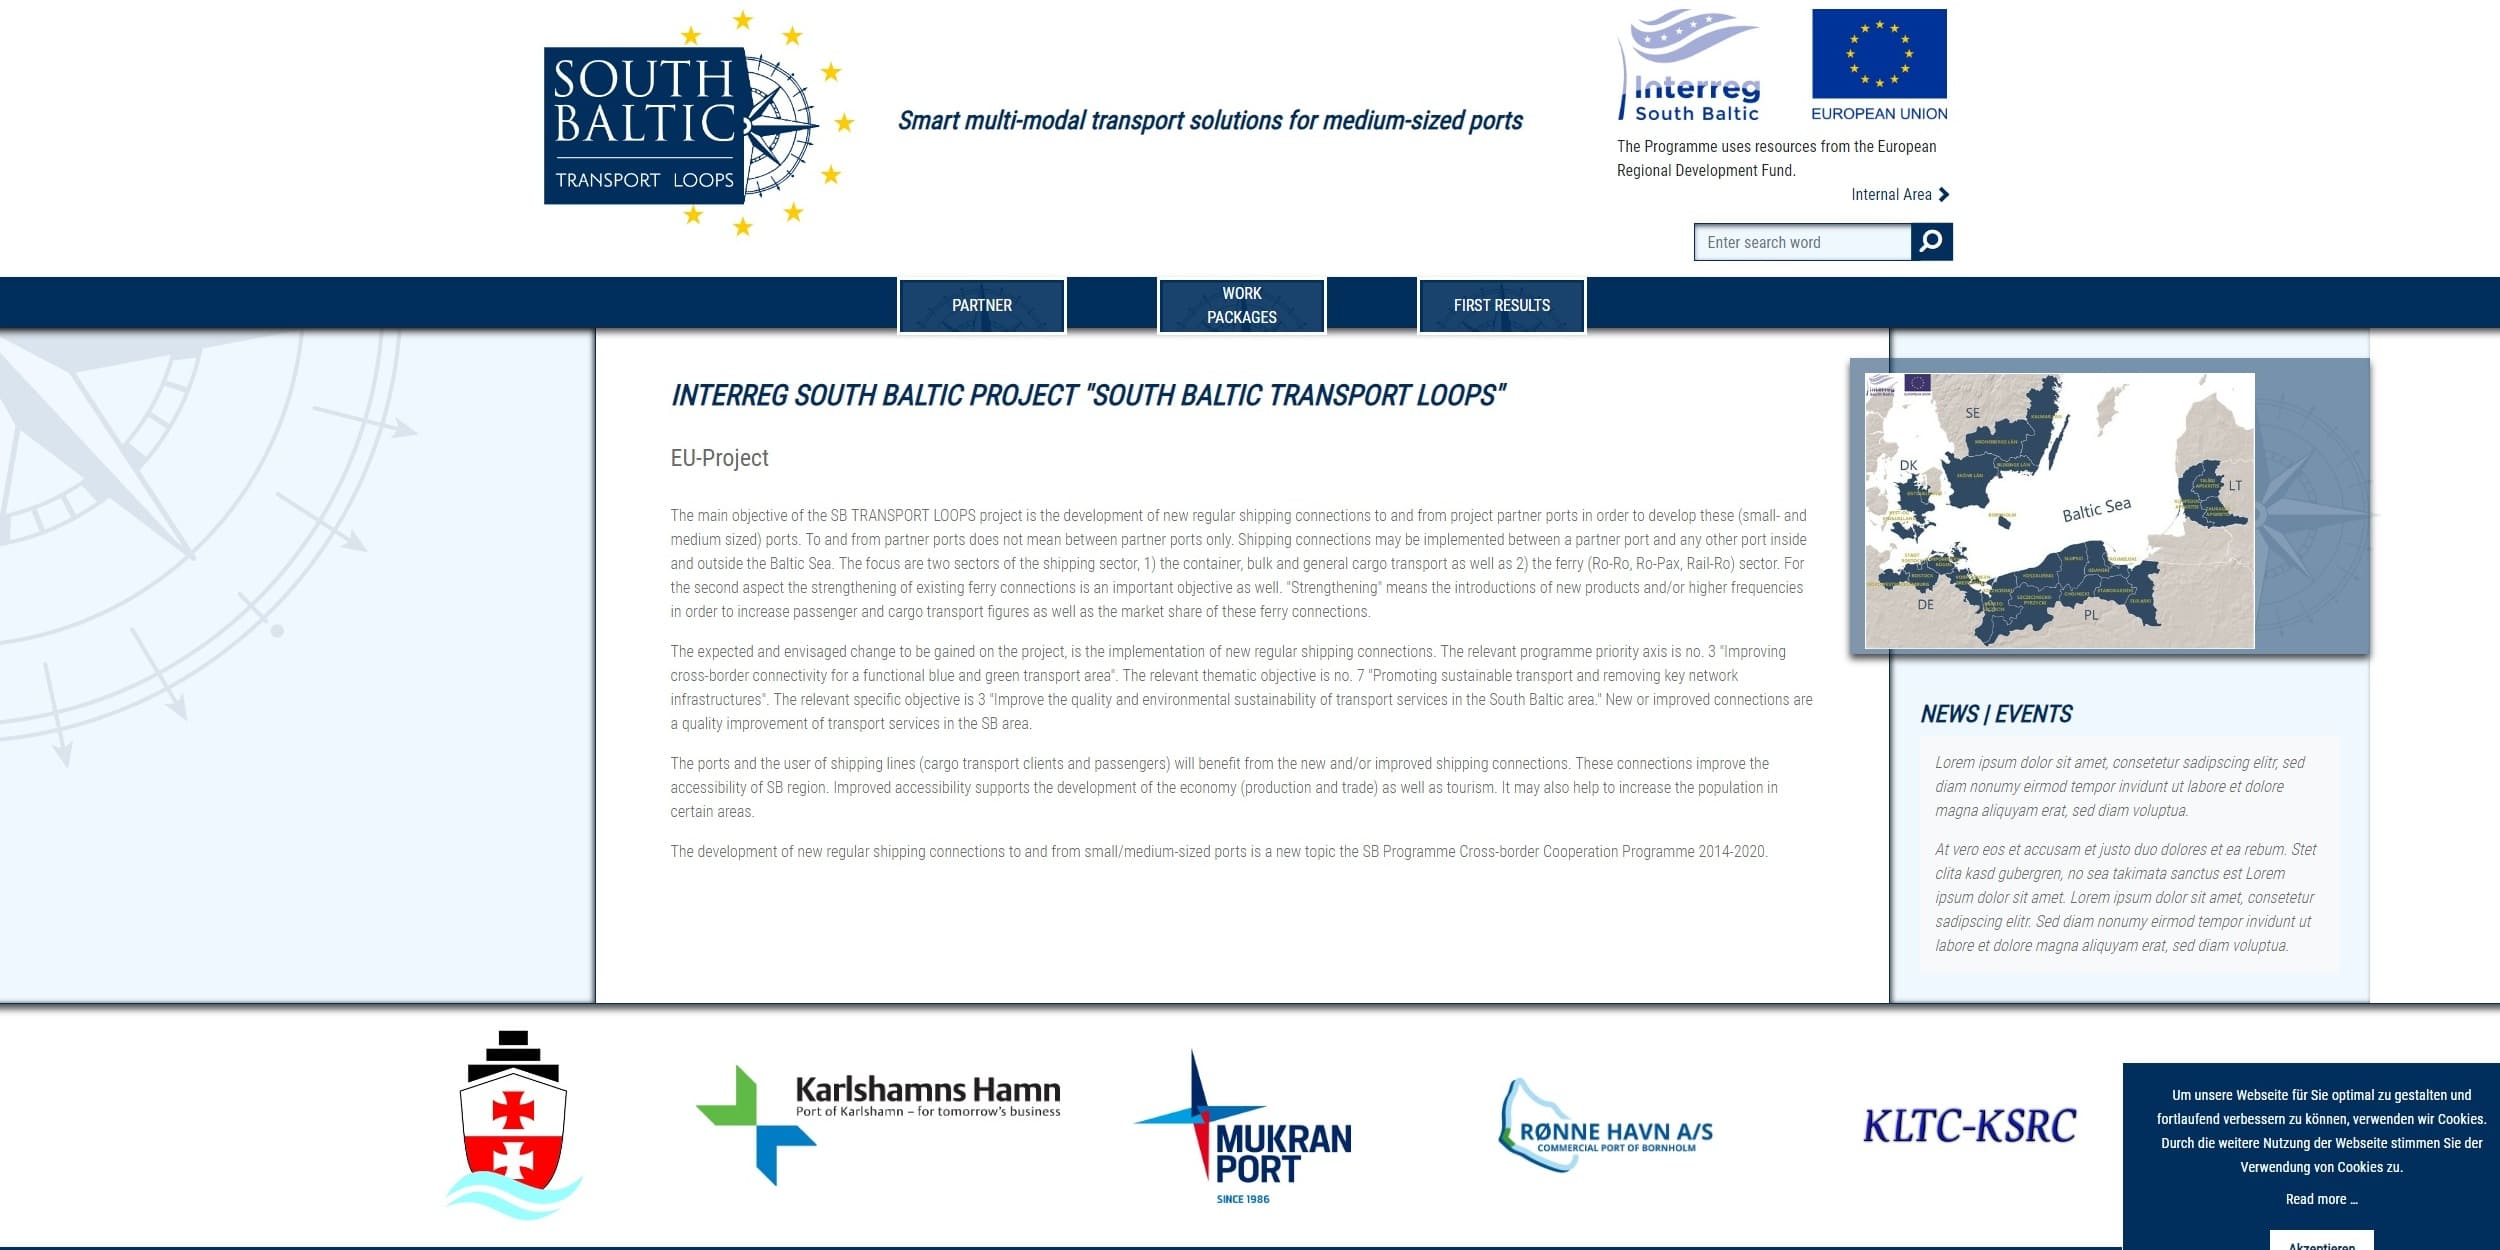 SOUTH
BALTIC
TRANSPORT LOOPS
Smart multi-modal transport solutions for medium-sized ports
Interreg
South Baltic
EUROPEAN UNION
The Programme uses resources from the European
Regional Development Fund.
Internal Area
Enter search word
PARTNER
WORK
PACKAGES
FIRST RESULTS
INTERREG SOUTH BALTIC PROJECT "SOUTH BALTIC TRANSPORT LOOPS"
EU-Project
The main objective of the SB TRANSPORT LOOPS project is the development of new regular shipping connections to and from project partner ports in order to develop these (small- and
medium sized) ports. To and from partner ports does not mean between partner ports only. Shipping connections may be implemented between a partner port and any other port inside
and outside the Baltic Sea. The focus are two sectors of the shipping sector, 1) the container, bulk and general cargo transport as well as 2) the ferry (Ro-Ro, Ro-Pax, Rail-Ro) sector. For
the second aspect the strengthening of existing ferry connections is an important objective as well. "Strengthening" means the introductions of new products and/or higher frequencies
in order to increase passenger and cargo transport figures as well as the market share of these ferry connections.
The expected and envisaged change to be gained on the project, is the implementation of new regular shipping connections. The relevant programme priority axis is no. 3 "Improving
cross-border connectivity for a functional blue and green transport area". The relevant thematic objective is no. 7 "Promoting sustainable transport and removing key network
infrastructures". The relevant specific objective is 3 "Improve the quality and environmental sustainability of transport services in the South Baltic area." New or improved connections are
a quality improvement of transport services in the SB area.
The ports and the user of shipping lines (cargo transport clients and passengers) will benefit from the new and/or improved shipping connections. These connections improve the
accessibility of SB region. Improved accessibility supports the development of the economy (production and trade) as well as tourism. It may also help to increase the population in
certain areas.
The development of new regular shipping connections to and from small/medium-sized ports is a new topic the SB Programme Cross-border Cooperation Programme 2014-2020.
SE
DK
LT
Baltic Sea
DE
PL
NEWS | EVENTS
Lorem ipsum dolor sit amet, consetetur sadipscing elitr, sed
diam nonumy eirmod tempor invidunt ut labore et dolore
magna aliquyam erat, sed diam voluptua.
At vero eos et accusam et justo duo dolores et ea rebum. Stet
clita kasd gubergren, no sea takimata sanctus est Lorem
ipsum dolor sit amet. Lorem ipsum dolor sit amet, consetetur
sadipscing elitr. Sed diam nonumy eirmod tempor invidunt ut
labore et dolore magna aliquyam erat, sed diam voluptua.
Karlshamns Hamn
Port of Karlshamn – for tomorrow's business
MUKRAN
PORT
SINCE 1986
RØNNE HAVN A/S
COMMERCIAL PORT OF BORNHOLM
KLTC-KSRC
Um unsere Webseite für Sie optimal zu gestalten und
fortlaufend verbessern zu können, verwenden wir Cookies.
Durch die weitere Nutzung der Webseite stimmen Sie der
Verwendung von Cookies zu.
Read more ...
Akzeptieren